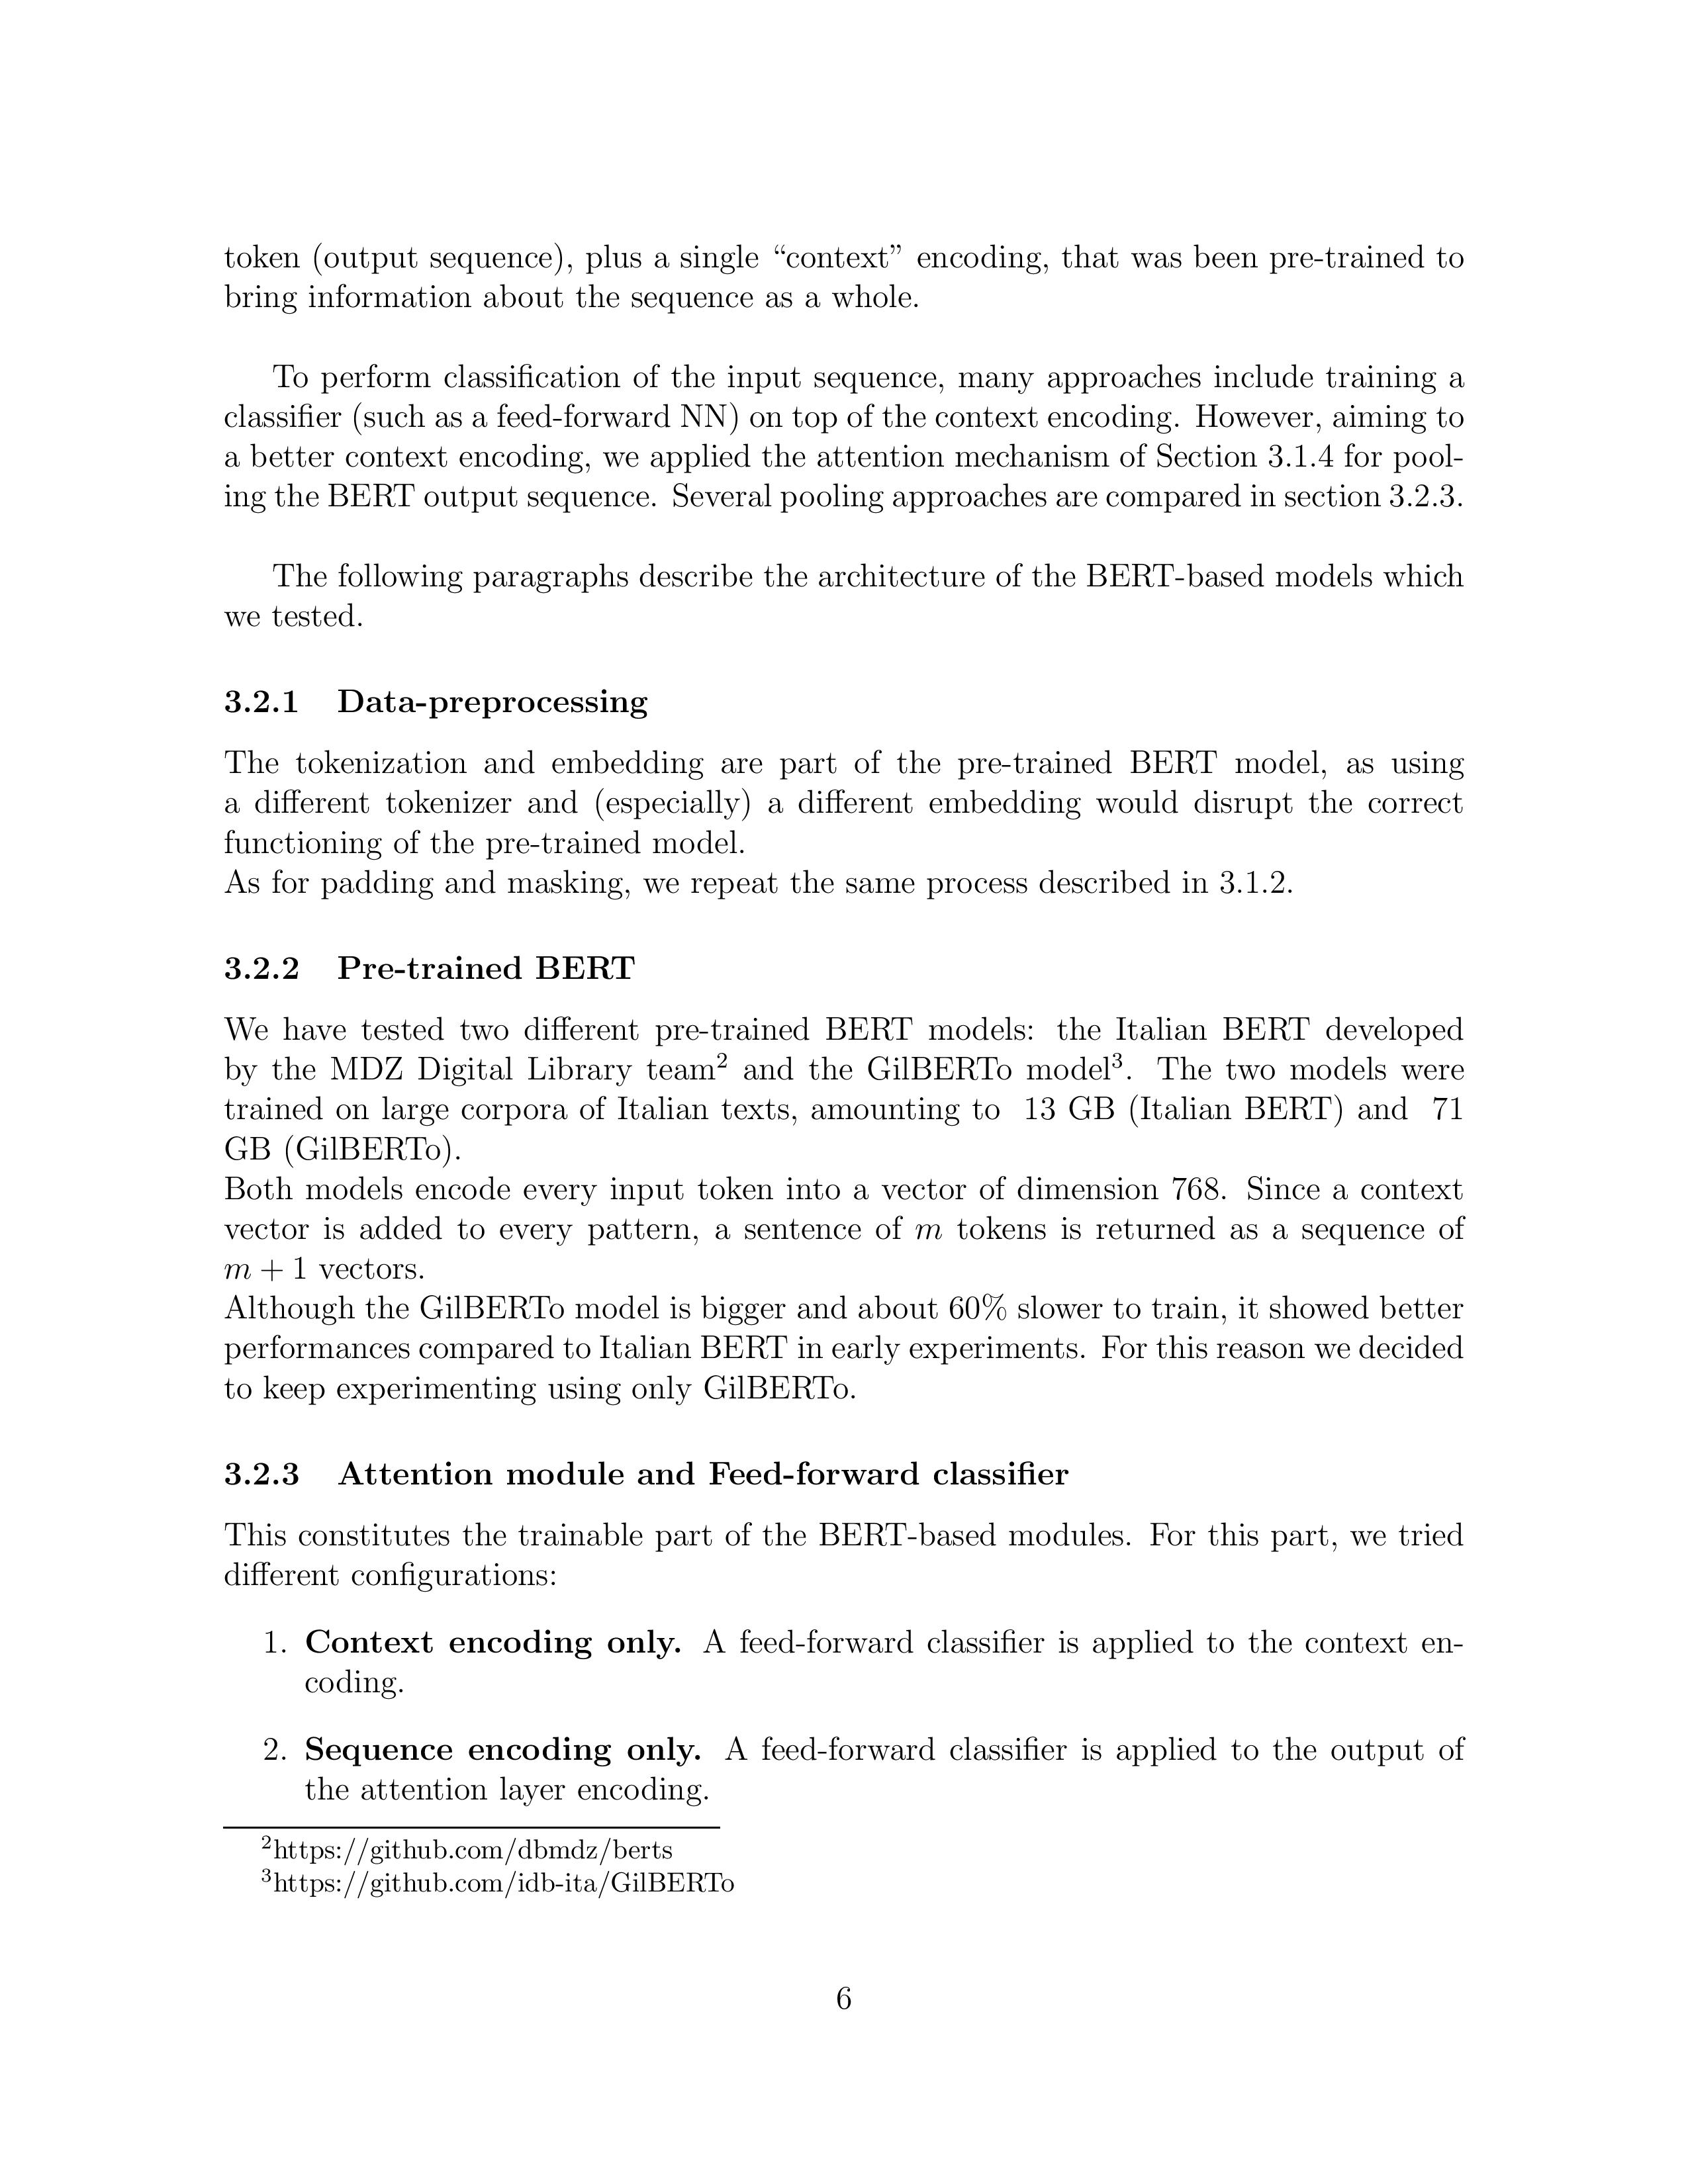 token (output sequence), plus a single “context” encoding, that was been pre-trained to
bring information about the sequence as a whole.
To perform classification of the input sequence, many approaches include training a
classifier (such as a feed-forward NN) on top of the context encoding. However, aiming to
a better context encoding, we applied the attention mechanism of Section 3.1.4 for pool-
ing the BERT output sequence. Several pooling approaches are compared in section 3.2.3.
The following paragraphs describe the architecture of the BERT-based models which
we tested.
3.2.1 Data-preprocessing
The tokenization and embedding are part of the pre-trained BERT model, as using
a different tokenizer and (especially) a different embedding would disrupt the correct
functioning of the pre-trained model.
As for padding and masking, we repeat the same process described in 3.1.2.
3.2.2 Pre-trained BERT
We have tested two different pre-trained BERT models: the Italian BERT developed
by the MDZ Digital Library team² and the GilBERTo model³. The two models were
trained on large corpora of Italian texts, amounting to 13 GB (Italian BERT) and 71
GB (GilBERTo).
Both models encode every input token into a vector of dimension 768. Since a context
vector is added to every pattern, a sentence of m tokens is returned as a sequence of
m + 1 vectors.
Although the GilBERTo model is bigger and about 60% slower to train, it showed better
performances compared to Italian BERT in early experiments. For this reason we decided
to keep experimenting using only GilBERTo.
3.2.3 Attention module and Feed-forward classifier
This constitutes the trainable part of the BERT-based modules. For this part, we tried
different configurations:
1. Context encoding only. A feed-forward classifier is applied to the context en-
coding.
2. Sequence encoding only. A feed-forward classifier is applied to the output of
the attention layer encoding.
²https://github.com/dbmdz/berts
³https://github.com/idb-ita/GilBERTo
6